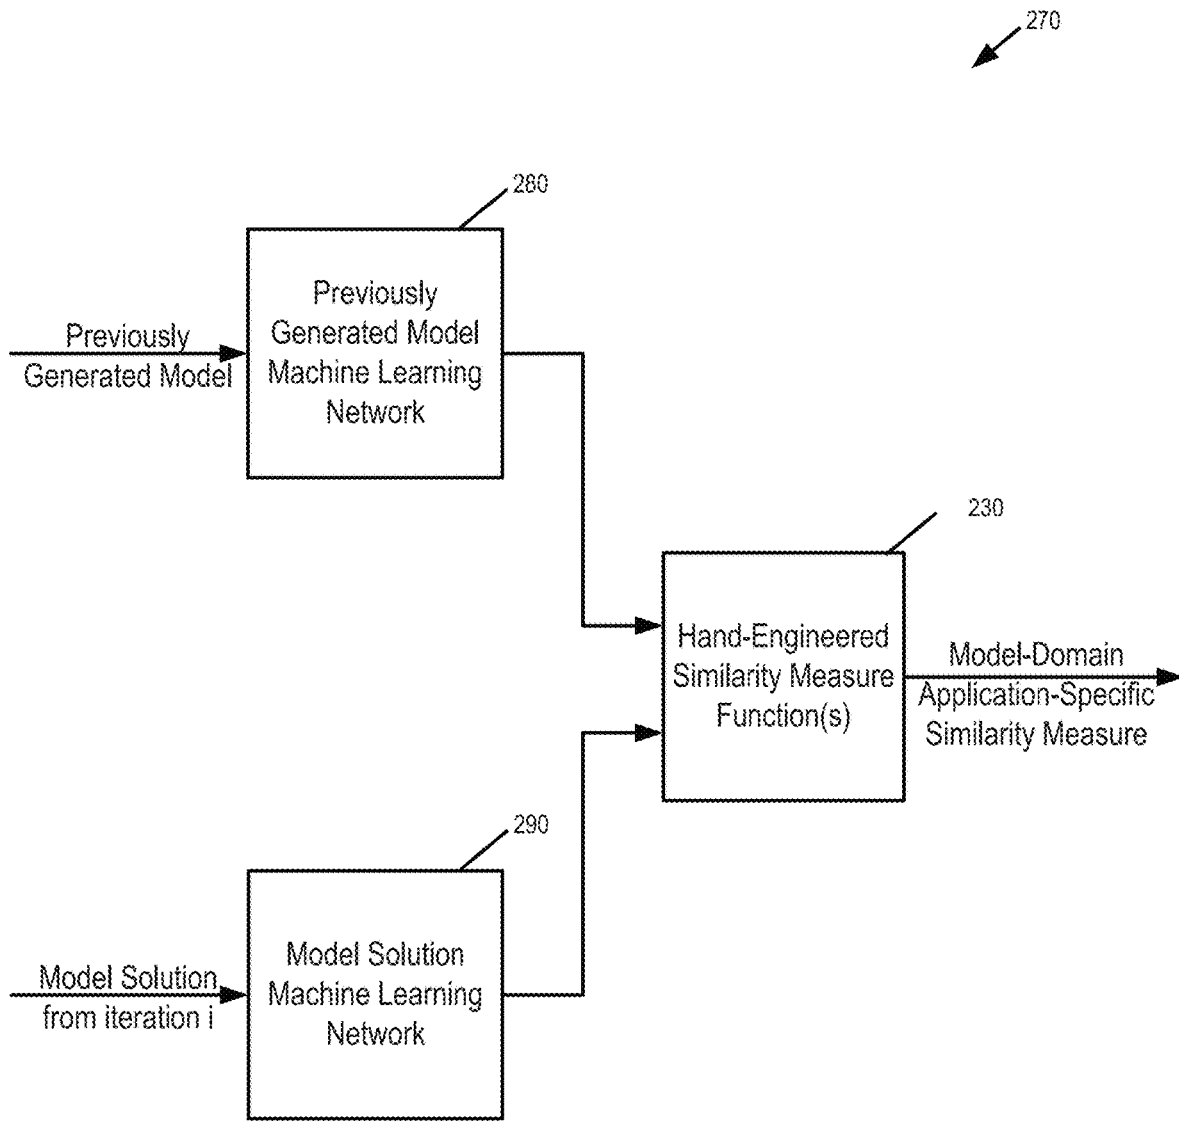 270
280
Previously
Generated Model
Machine Learning
Network
Previously
Generated Model
230
Hand-Engineered
Similarity Measure
Function(s)
Model-Domain
Application-Specific
Similarity Measure
290
Model Solution
Machine Learning
Network
Model Solution
from iteration i